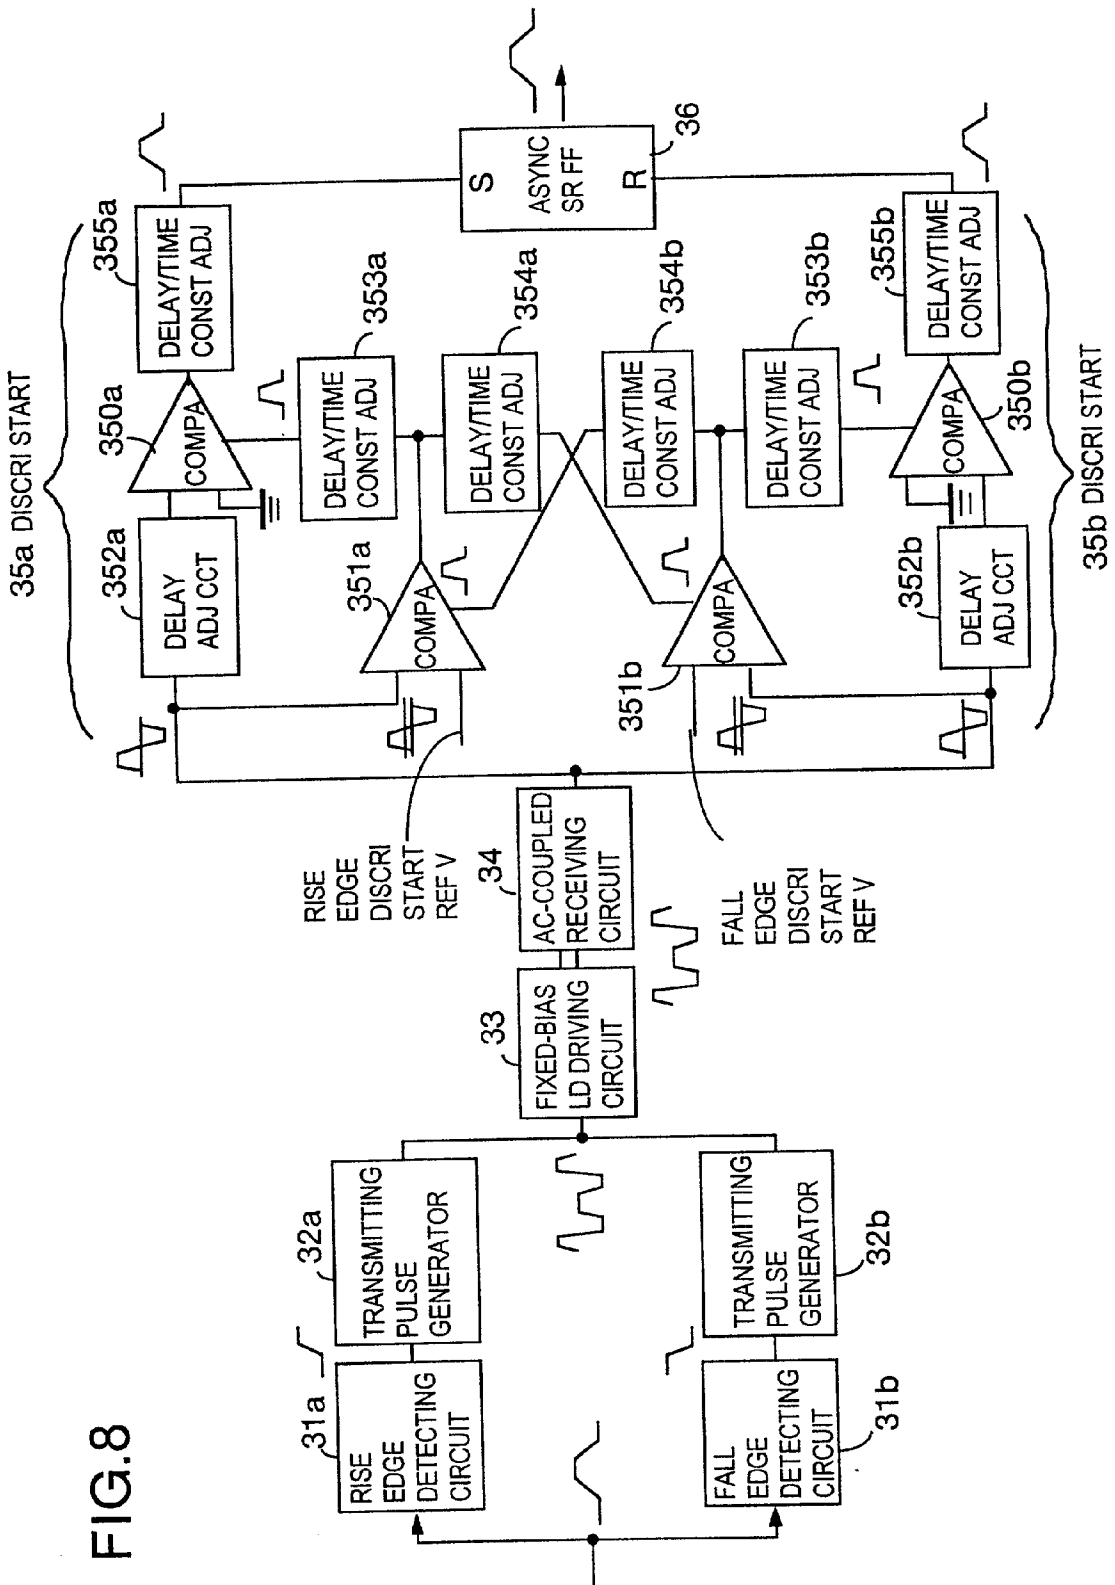 FIG.8
31a
RISE
EDGE
DETECTING
CIRCUIT
32a
TRANSMITTING
PULSE
GENERATOR
FALL
EDGE
DETECTING
CIRCUIT
31b
TRANSMITTING
PULSE
GENERATOR
32b
33
FIXED-BIAS
LD DRIVING
CIRCUIT
34
AC-COUPLED
RECEIVING
CIRCUIT
RISE
EDGE
DISCRI
START
REF V
FALL
EDGE
DISCRI
START
REF V
35a DISCRI START
352a
DELAY
ADJ CCT
350a
COMPA
355a
DELAY/TIME
CONST ADJ
351a
COMPA
353a
DELAY/TIME
CONST ADJ
354a
DELAY/TIME
CONST ADJ
351b
COMPA
354b
DELAY/TIME
CONST ADJ
353b
DELAY/TIME
CONST ADJ
352b
DELAY
ADJ CCT
350b
COMPA
355b
DELAY/TIME
CONST ADJ
35b DISCRI START
S
ASYNC
SR FF
R
36